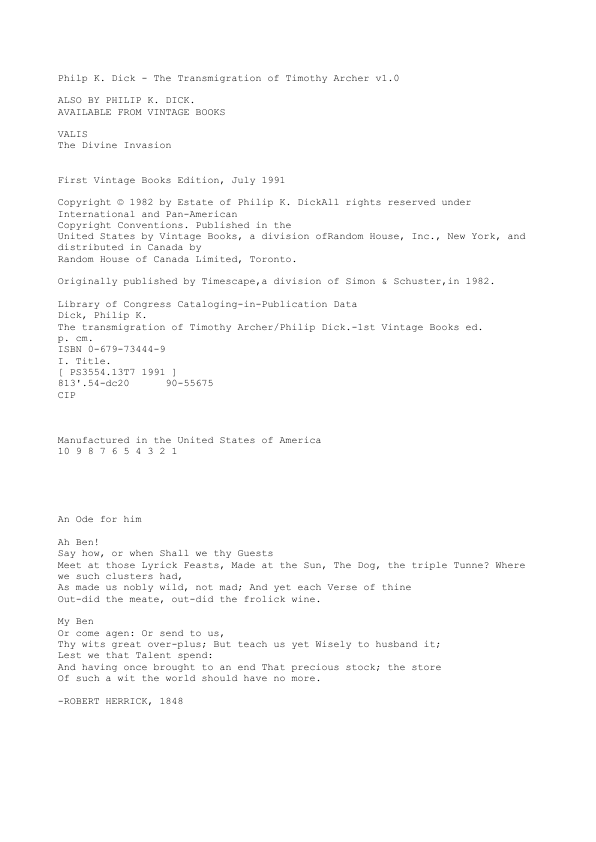 Philp K. Dick - The Transmigration of Timothy Archer v1.0
ALSO BY PHILIP K. DICK.
AVAILABLE FROM VINTAGE BOOKS
VALIS
The Divine Invasion
First Vintage Books Edition, July 1991
Copyright © 1982 by Estate of Philip K. DickAll rights reserved under
International and Pan-American
Copyright Conventions. Published in the
United States by Vintage Books, a division ofRandom House, Inc., New York, and
distributed in Canada by
Random House of Canada Limited, Toronto.
Originally published by Timescape,a division of Simon & Schuster,in 1982.
Library of Congress Cataloging-in-Publication Data
Dick, Philip K.
The transmigration of Timothy Archer/Philip Dick.-1st Vintage Books ed.
p. cm.
ISBN 0-679-73444-9
I. Title.
[ PS3554.13T7 1991 ]
813'.54-dc20      90-55675
CIP
Manufactured in the United States of America
10 9 8 7 6 5 4 3 2 1
An Ode for him
Ah Ben!
Say how, or when Shall we thy Guests
Meet at those Lyrick Feasts, Made at the Sun, The Dog, the triple Tunne? Where
we such clusters had,
As made us nobly wild, not mad; And yet each Verse of thine
Out-did the meate, out-did the frolick wine.
My Ben
Or come agen: Or send to us,
Thy wits great over-plus; But teach us yet Wisely to husband it;
Lest we that Talent spend:
And having once brought to an end That precious stock; the store
Of such a wit the world should have no more.
-ROBERT HERRICK, 1848